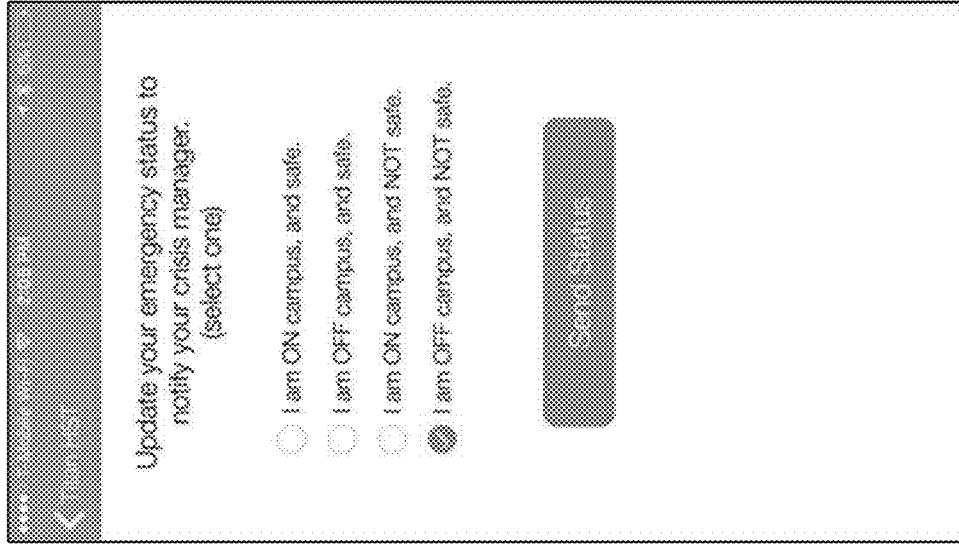 Update your emergency status to
notify your crisis manager.
(select one)
I am ON campus, and safe.
I am OFF campus, and safe.
I am ON campus, and NOT safe.
I am OFF campus, and NOT safe.
Send Status